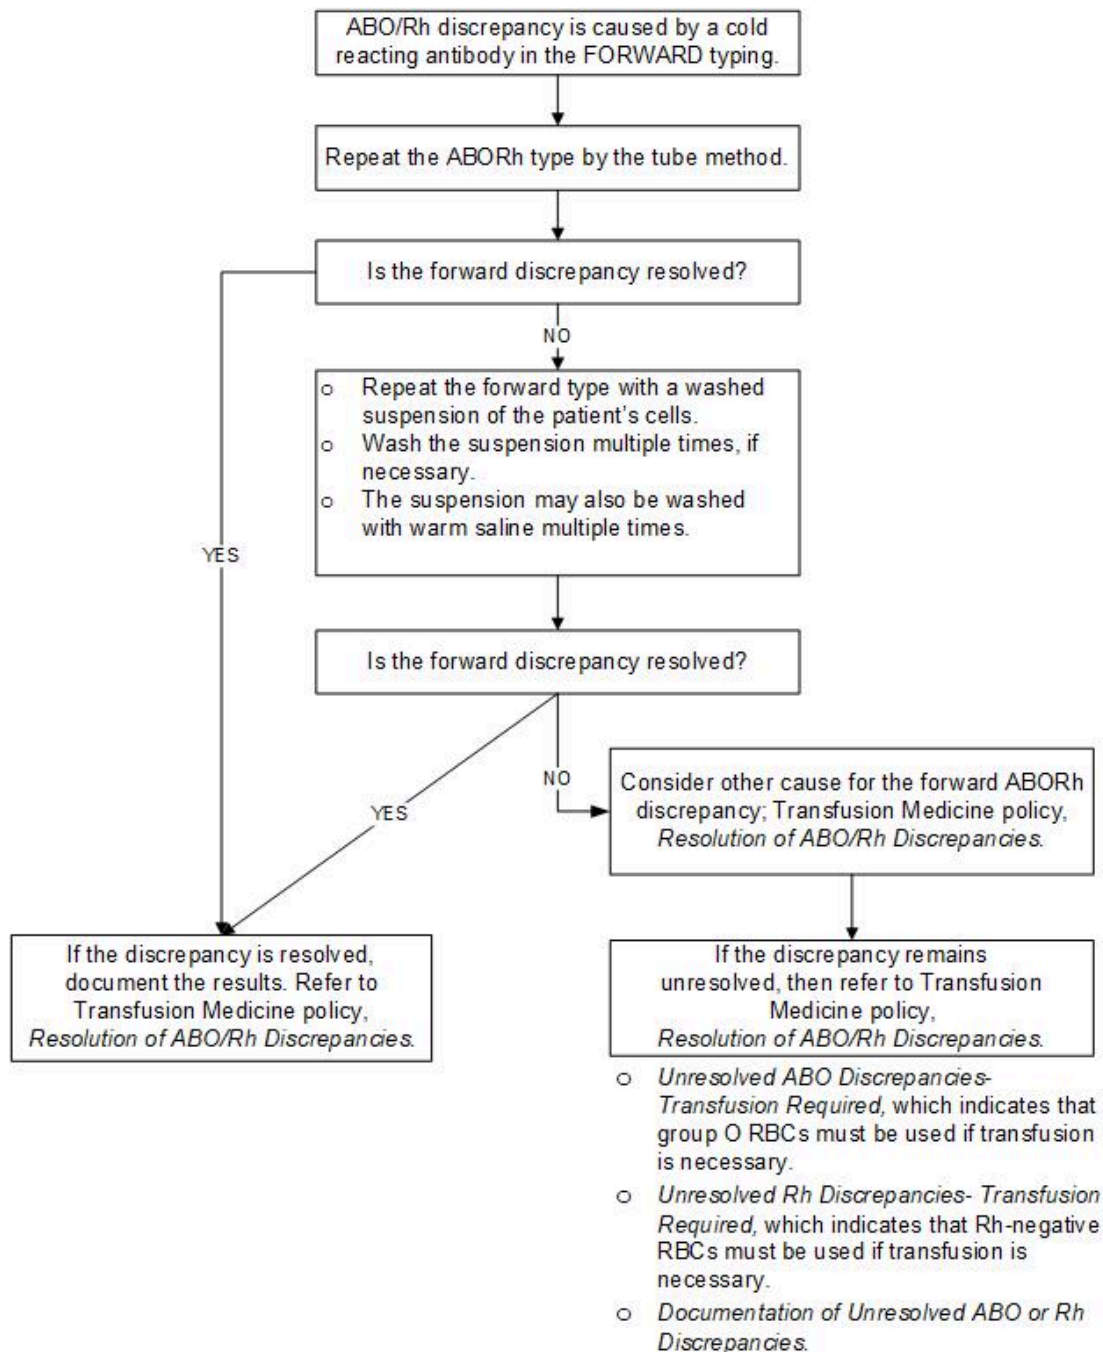 ABO/Rh discrepancy is caused by a cold
reacting antibody in the FORWARD typing.
Repeat the ABORh type by the tube method.
Is the forward discrepancy resolved?
NO
o Repeat the forward type with a washed
suspension of the patient's cells.
o Wash the suspension multiple times, if
necessary.
o The suspension may also be washed
with warm saline multiple times.
YES
Is the forward discrepancy resolved?
NO
YES
Consider other cause for the forward ABORh
discrepancy; Transfusion Medicine policy,
Resolution of ABO/Rh Discrepancies.
If the discrepancy is resolved,
document the results. Refer to
Transfusion Medicine policy,
Resolution of ABO/Rh Discrepancies.
If the discrepancy remains
unresolved, then refer to Transfusion
Medicine policy,
Resolution of ABO/Rh Discrepancies.
o Unresolved ABO Discrepancies-
Transfusion Required, which indicates that
group O RBCs must be used if transfusion
is necessary.
o Unresolved Rh Discrepancies- Transfusion
Required, which indicates that Rh-negative
RBCs must be used if transfusion is
necessary.
o Documentation of Unresolved ABO or Rh
Discrepancies.